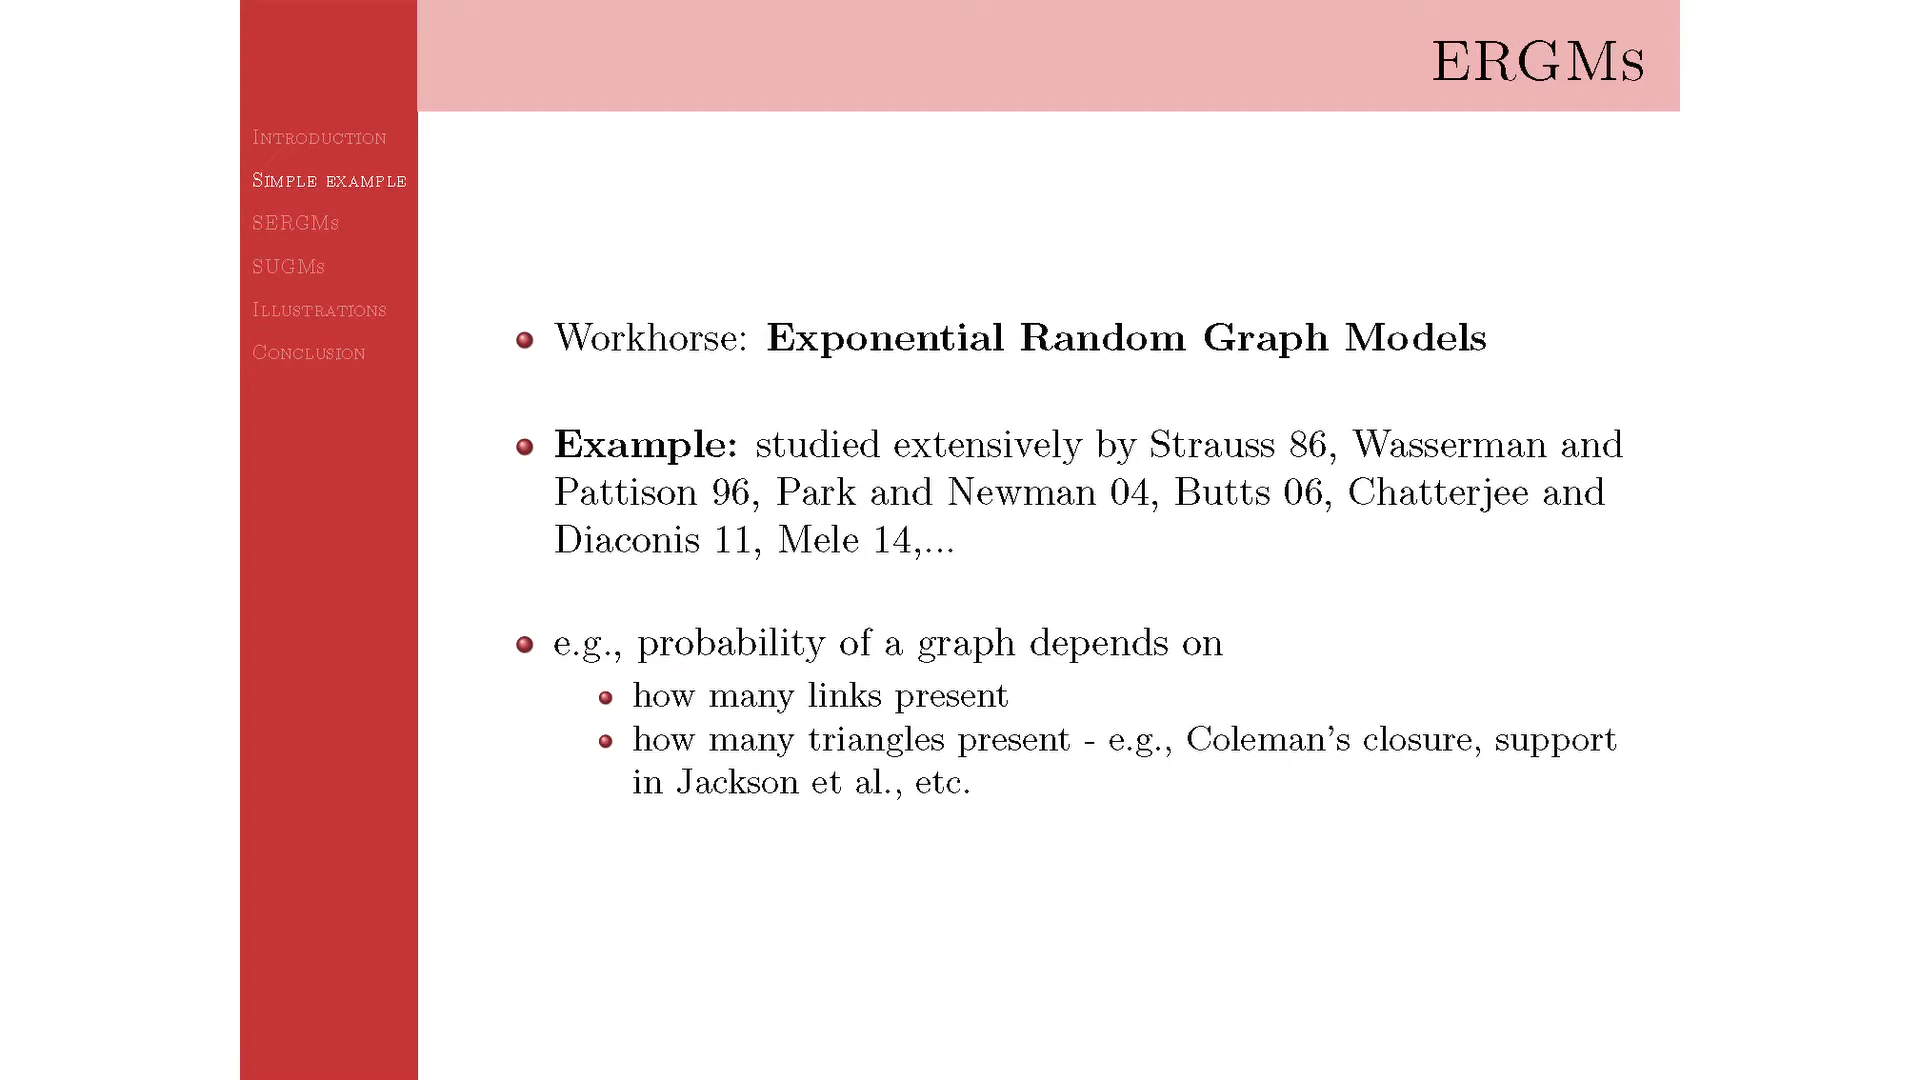 ERGMs
Introduction
Simple example
SERGMs
SUGMs
Illustrations
Conclusion
Workhorse: Exponential Random Graph Models
Example: studied extensively by Strauss 86, Wasserman and
Pattison 96, Park and Newman 04, Butts 06, Chatterjee and
Diaconis 11, Mele 14,...
e.g., probability of a graph depends on
how many links present
how many triangles present - e.g., Coleman's closure, support
in Jackson et al., etc.